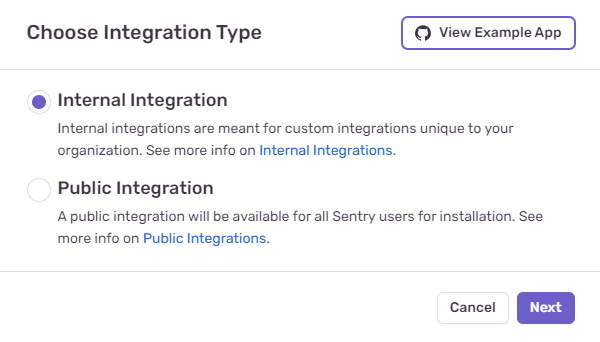 Choose Integration Type
View Example App
Internal Integration
Internal integrations are meant for custom integrations unique to your
organization. See more info on Internal Integrations.
Public Integration
A public integration will be available for all Sentry users for installation. See
more info on Public Integrations.
Cancel
Next